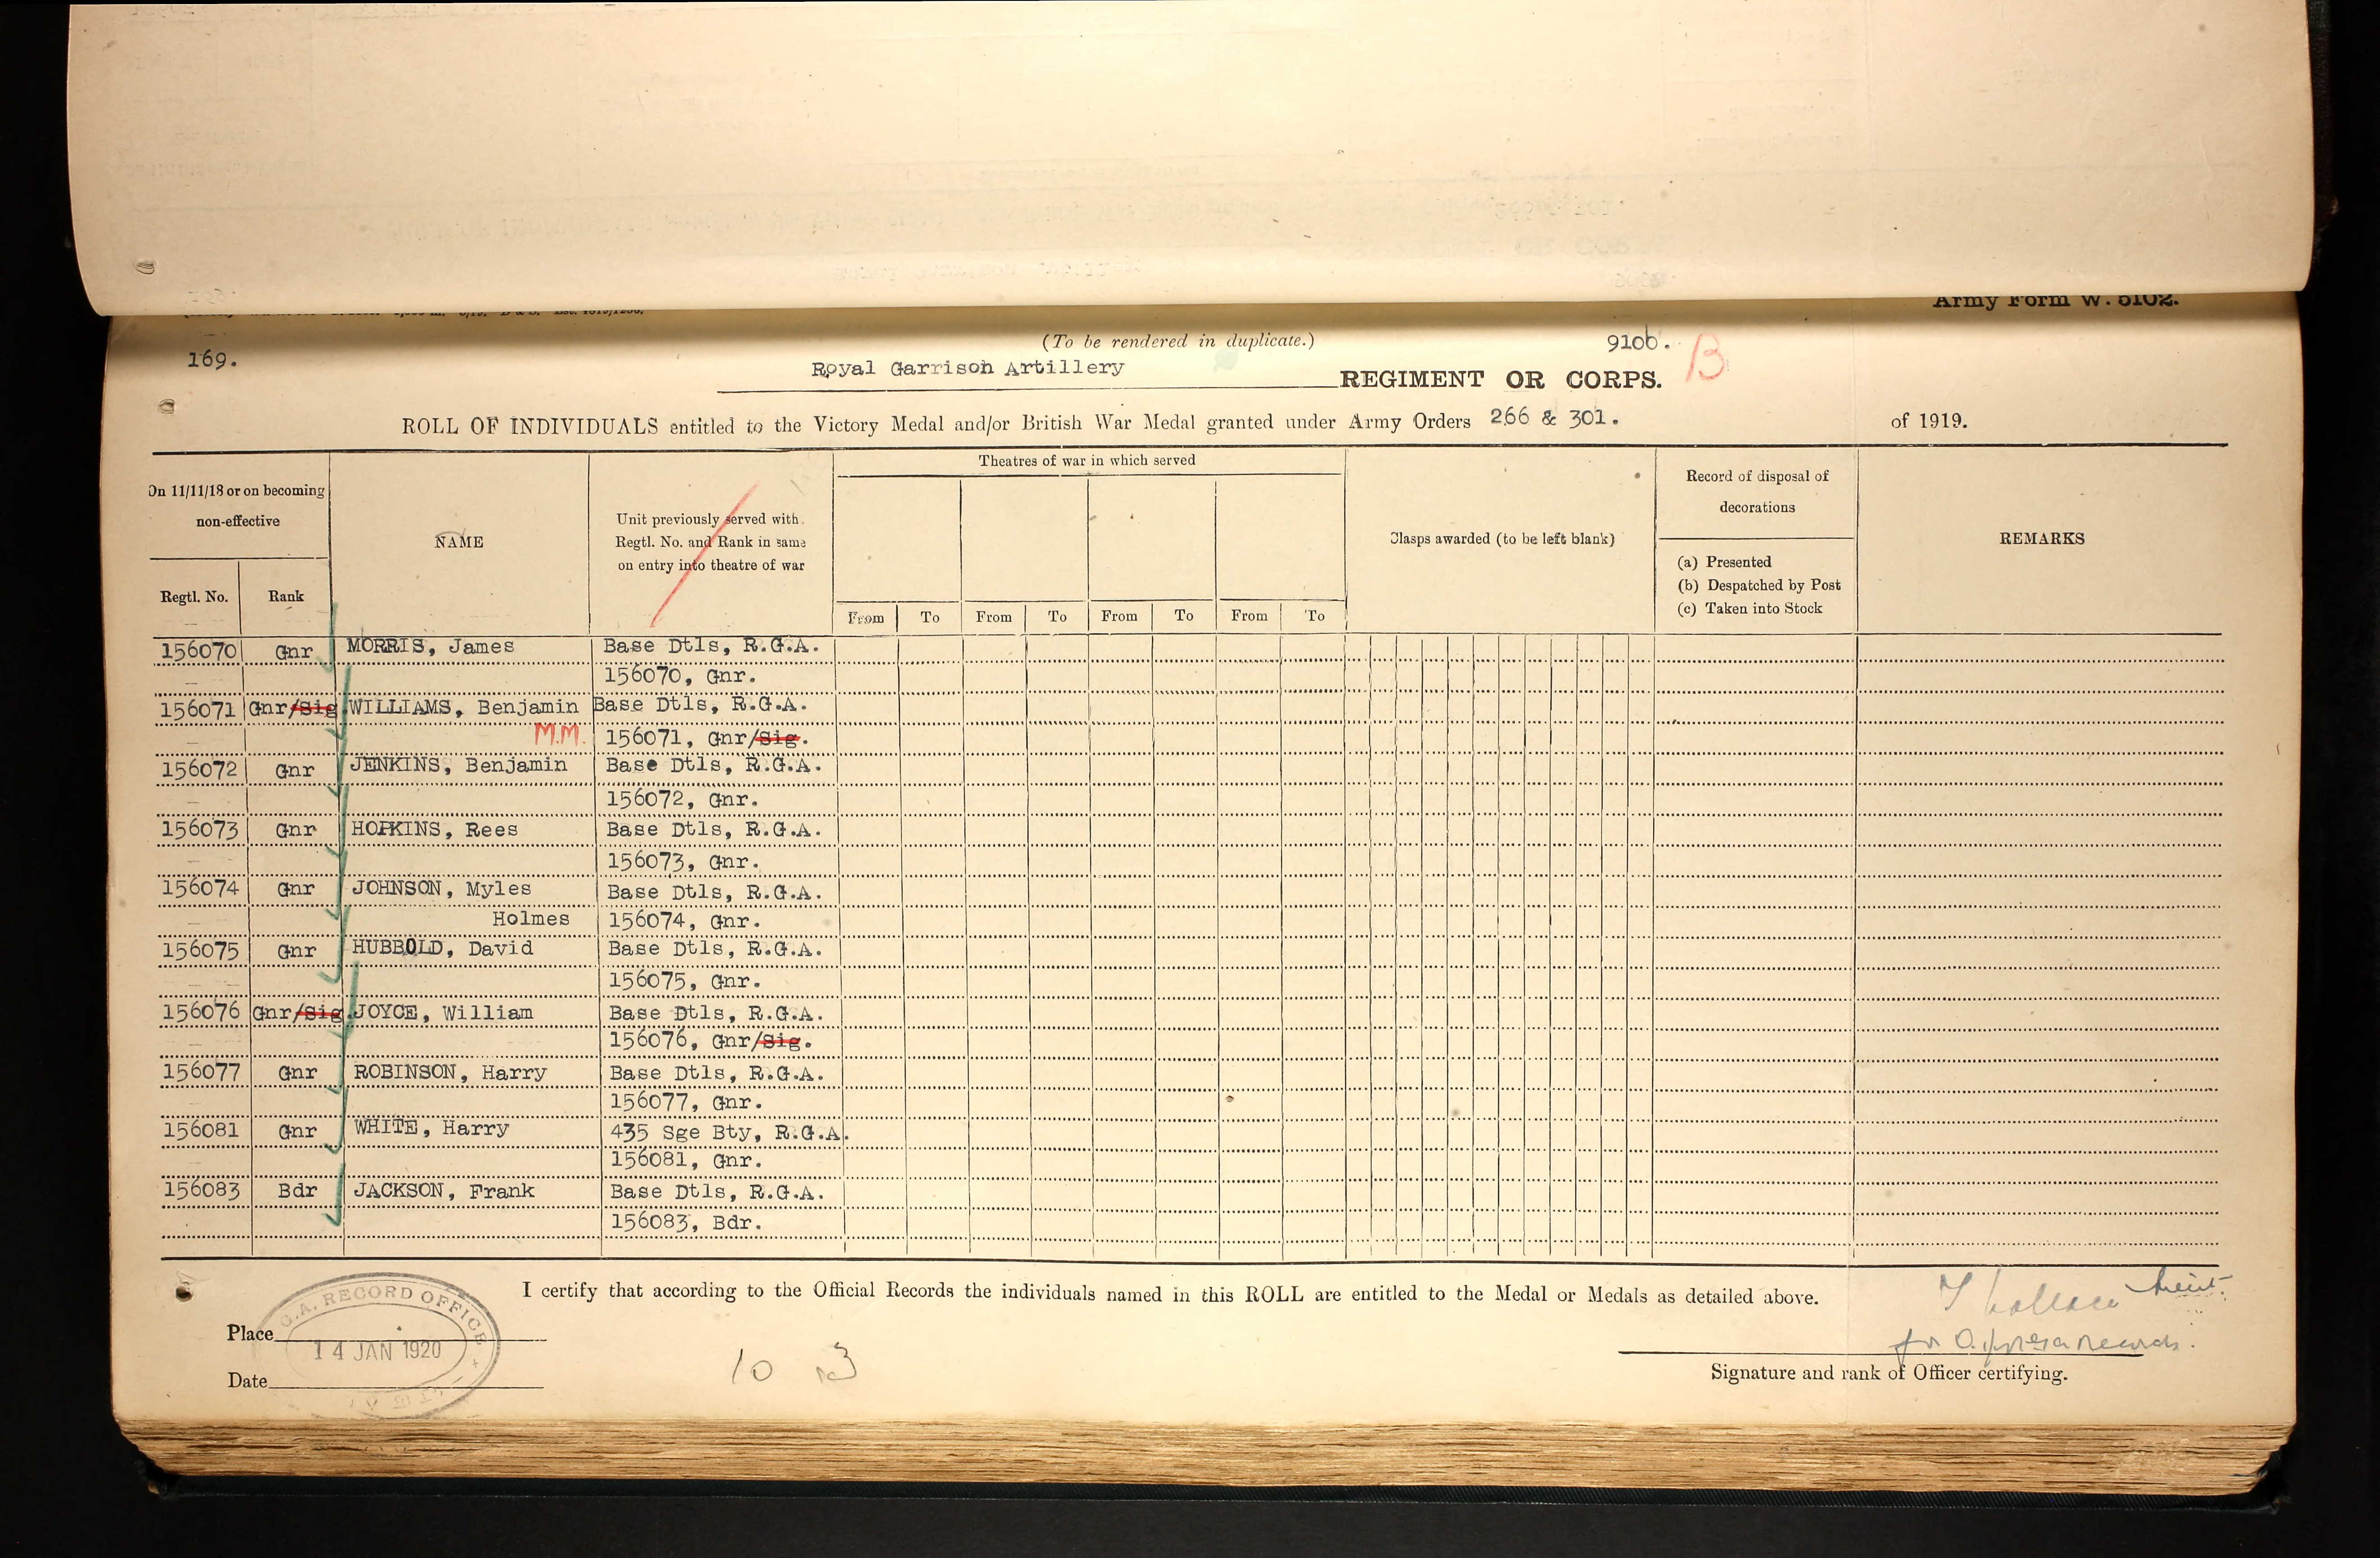 Army Form W. 5102.
(To be rendered in duplicate.)
169.
910b.
B
Royal Garrison Artillery REGIMENT OR CORPS.
ROLL OF INDIVIDUALS entitled to the Victory Medal and/or British War Medal granted under Army Orders 266 & 301. of 1919.
On 11/11/18 or on becoming non-effective
Regtl. No.
Rank
NAME
Unit previously served with.
Regtl. No. and Rank in same
on entry into theatre of war
Theatres of war in which served
From To From To From To From To
Clasps awarded (to be left blank)
Record of disposal of
decorations
(a) Presented
(b) Despatched by Post
(c) Taken into Stock
REMARKS
156070 Gnr MORRIS, James Base Dtls, R.G.A.
156070, Gnr.
156071 Gnr/Sig. WILLIAMS, Benjamin Base Dtls, R.G.A.
M.M. 156071, Gnr/Sig.
156072 Gnr JENKINS, Benjamin Base Dtls, R.G.A.
156072, Gnr.
156073 Gnr HOPKINS, Rees Base Dtls, R.G.A.
156073, Gnr.
156074 Gnr JOHNSON, Myles Base Dtls, R.G.A.
Holmes 156074, Gnr.
156075 Gnr HUBBOLD, David Base Dtls, R.G.A.
156075, Gnr.
156076 Gnr/Sig. JOYCE, William Base Dtls, R.G.A.
156076, Gnr/Sig.
156077 Gnr ROBINSON, Harry Base Dtls, R.G.A.
156077, Gnr.
156081 Gnr WHITE, Harry 435 Sge Bty, R.G.A.
156081, Gnr.
156083 Bdr JACKSON, Frank Base Dtls, R.G.A.
156083, Bdr.
I certify that according to the Official Records the individuals named in this ROLL are entitled to the Medal or Medals as detailed above.
G.A. RECORD OFFICE
14 JAN 1920
Place
Date
10
Lieut.
Signature and rank of Officer certifying.